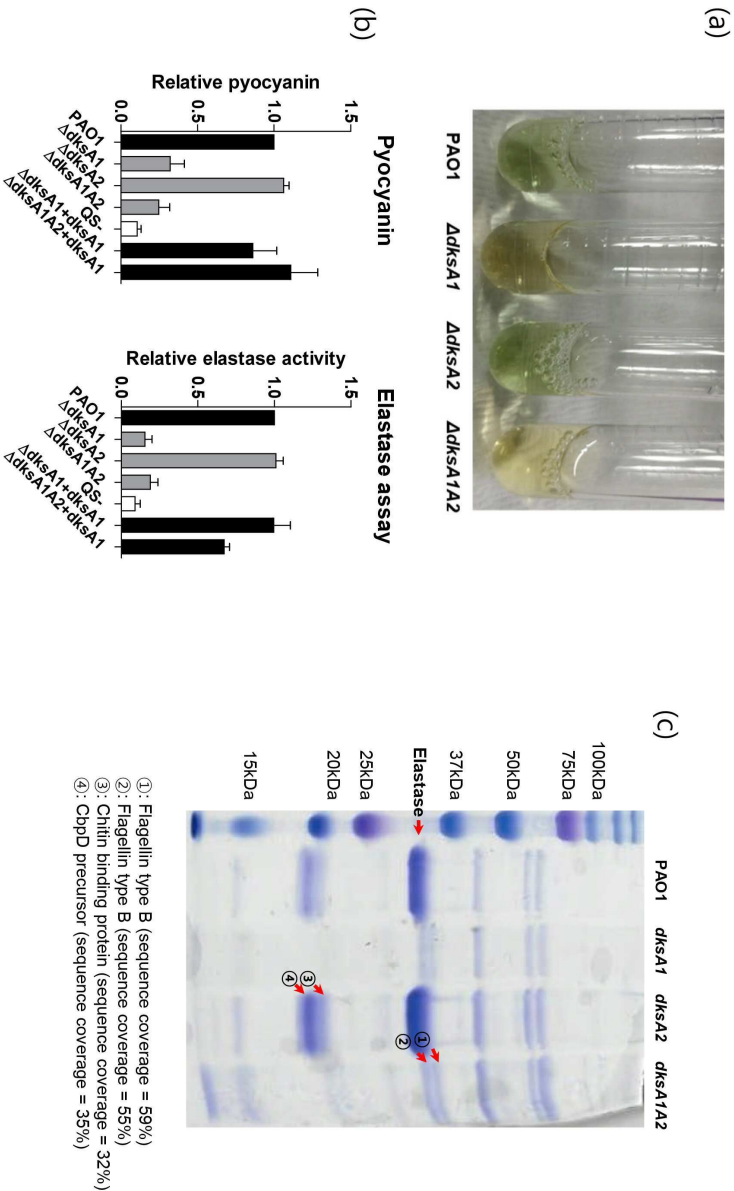 (a)
PAO1
ΔdksA1
ΔdksA2
ΔdksA1A2
(b)
Pyocyanin
Relative pyocyanin
1.5
1.0
0.5
0.0
PAO1
ΔdksA1
ΔdksA2
ΔdksA1A2
QS-
ΔdksA1+dksA1
ΔdksA1A2+dksA1
Elastase assay
Relative elastase activity
1.5
1.0
0.5
0.0
PAO1
ΔdksA1
ΔdksA2
ΔdksA1A2
QS-
ΔdksA1+dksA1
ΔdksA1A2+dksA1
(c)
PAO1
dksA1
dksA2
dksA1A2
100kDa
75kDa
50kDa
37kDa
Elastase
25kDa
20kDa
15kDa
①
②
③
④
①: Flagellin type B (sequence coverage = 59%)
②: Flagellin type B (sequence coverage = 55%)
③: Chitin binding protein (sequence coverage = 32%)
④: CbpD precursor (sequence coverage = 35%)